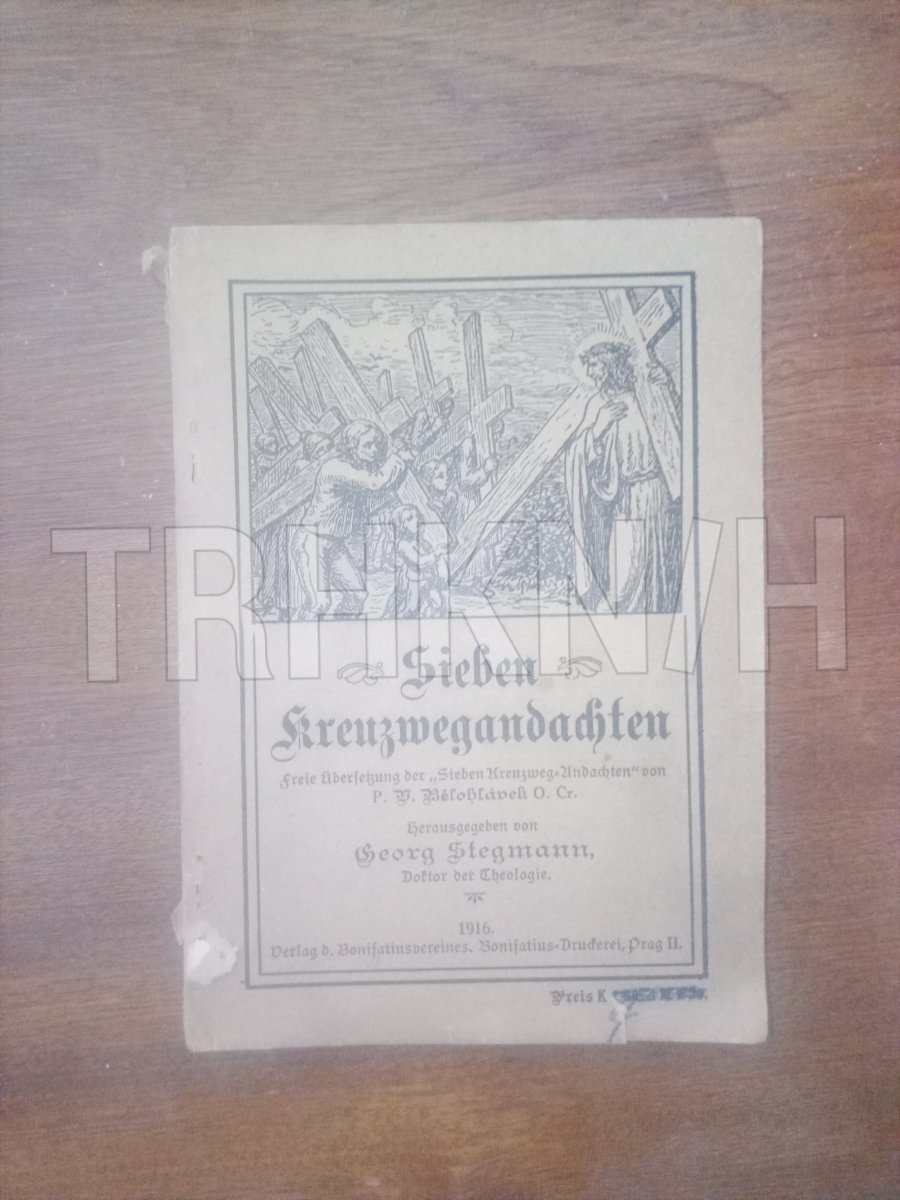 TRHKNIH
Sieben
Kreuzwegandachten
Freie Übersetzung der „Sieben Kreuzweg=Andachten" von
P. V. Bělohlávek O. Cr.
Herausgegeben von
Georg Stegmann,
Doktor der Theologie.
1916.
Verlag d. Bonifatiusvereines. Bonifatius=Druckerei, Prag II.
Preis K